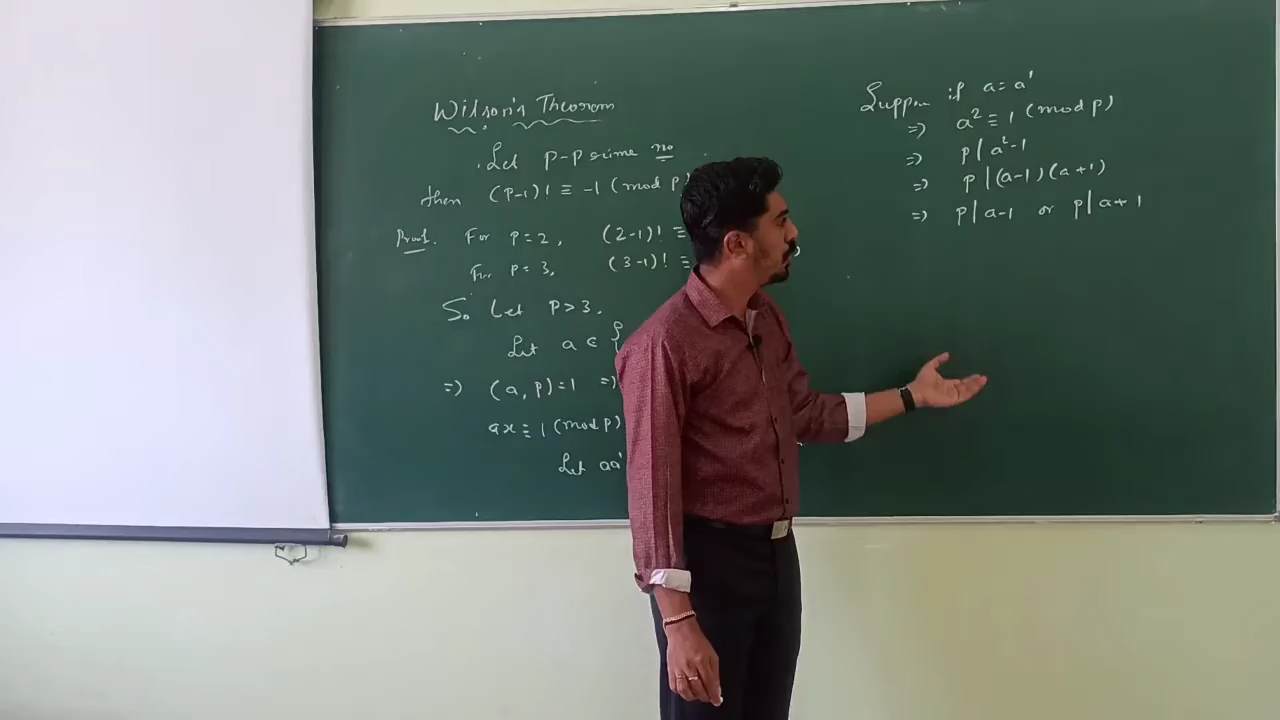 Wilson's Theorem
Let p-prime no
then (p-1)! ≡ -1 (mod p)
Proof. For p=2, (2-1)! ≡
For p=3, (3-1)! ≡ )
So Let p>3.
Let a ∈ {
=> (a, p)=1 =>
ax ≡ 1 (mod p)
Let aa'
if a=a'
=> a² ≡ 1 (mod p)
=> p | a²-1
=> p | (a-1)(a+1)
=> p | a-1 or p | a+1